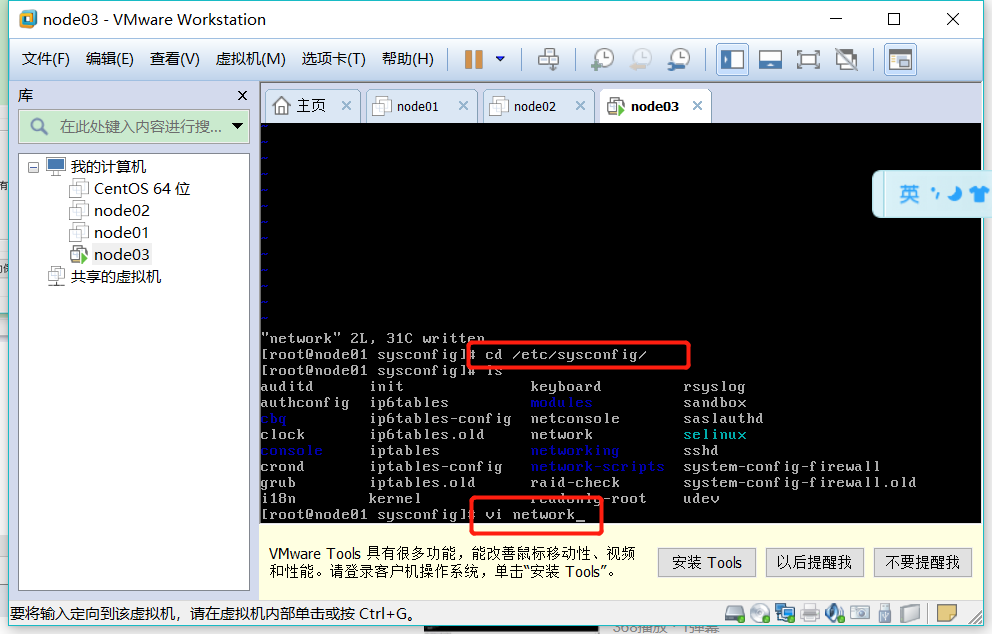 node03 - VMware Workstation
文件(F) 编辑(E) 查看(V) 虚拟机(M) 选项卡(T) 帮助(H)
库
主页 node01 node02 node03
在此处键入内容进行搜...
我的计算机
CentOS 64 位
node02
node01
node03
共享的虚拟机
英
"network" 2L, 31C written
[root@node01 sysconfig]# cd /etc/sysconfig/
[root@node01 sysconfig]# ls
auditd init keyboard rsyslog
authconfig ip6tables modules sandbox
cbq ip6tables-config netconsole saslauthd
clock ip6tables.old network selinux
console iptables networking sshd
crond iptables-config network-scripts system-config-firewall
grub iptables.old raid-check system-config-firewall.old
i18n kernel readonly-root udev
[root@node01 sysconfig]# vi network_
VMware Tools 具有很多功能，能改善鼠标移动性、视频
和性能。请登录客户机操作系统，单击“安装 Tools”。
安装 Tools 以后提醒我 不要提醒我
要将输入定向到该虚拟机，请在虚拟机内部单击或按 Ctrl+G。